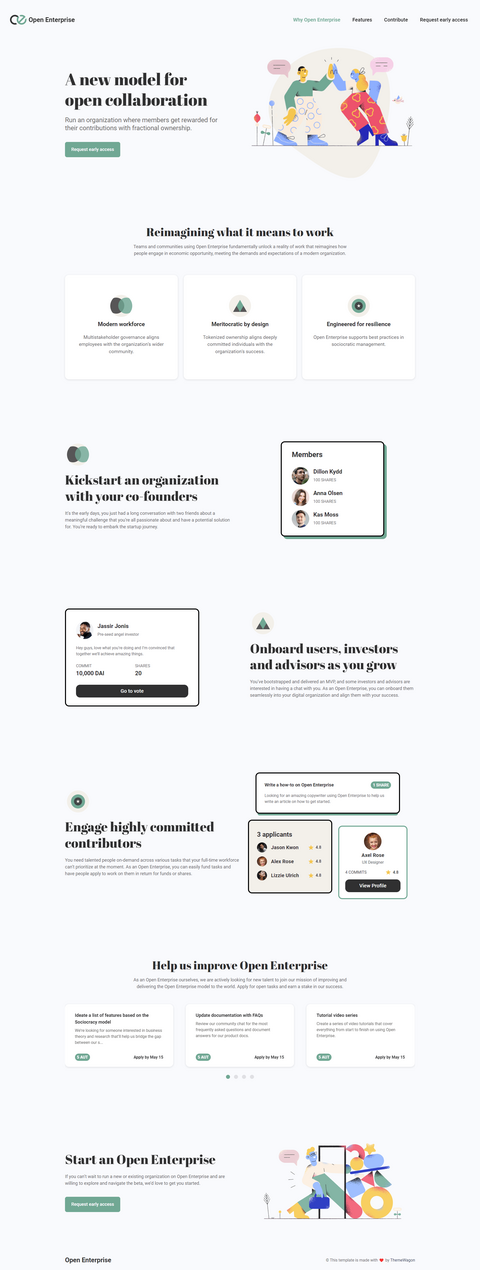 Open Enterprise
Why Open Enterprise
Features
Contribute
Request early access
A new model for
open collaboration
Run an organization where members get rewarded for
their contributions with fractional ownership.
Request early access
Reimagining what it means to work
Teams and communities using Open Enterprise fundamentally unlock a reality of work that reimagines how
people engage in economic opportunity, meeting the demands and expectations of a modern organization.
Modern workforce
Multistakeholder governance aligns
employees with the organization's wider
community.
Meritocratic by design
Tokenized ownership aligns deeply
committed individuals with the
organization's success.
Engineered for resilience
Open Enterprise supports best practices in
sociocratic management.
Kickstart an organization
with your co-founders
It's the early days, you just had a long conversation with two friends about a
meaningful challenge that you're all passionate about and have a potential solution
for. You're ready to embark the startup journey.
Members
Dillon Kydd
100 SHARES
Anna Olsen
100 SHARES
Kas Moss
100 SHARES
Jassir Jonis
Pre-seed angel investor
Hey guys, love what you're doing and I'm convinced that
together we'll achieve amazing things.
COMMIT
SHARES
10,000 DAI
20
Go to vote
Onboard users, investors
and advisors as you grow
You've bootstrapped and delivered an MVP, and some investors and advisors are
interested in having a chat with you. As an Open Enterprise, you can onboard them
seamlessly into your digital organization and align them with your success.
Engage highly committed
contributors
You need talented people on-demand across various tasks that your full-time workforce
can't prioritize at the moment. As an Open Enterprise, you can easily fund tasks and
have people apply to work on them in return for funds or shares.
Write a how-to on Open Enterprise
1 SHARE
Looking for an amazing copywriter using Open Enterprise to help us
write an article on how to get started.
3 applicants
Jason Kwon
4.8
Alex Rose
4.8
Lizzie Ulrich
4.8
Axel Rose
UX Designer
4 COMMITS
4.8
View Profile
Help us improve Open Enterprise
As an Open Enterprise ourselves, we are actively looking for new talent to join our mission of improving and
delivering the Open Enterprise model to the world. Apply for open tasks and earn a stake in our success.
Ideate a list of features based on the
Sociocracy model
We're looking for someone interested in business
theory and research that'll help us bridge the gap
between our s...
5 AUT
Apply by May 15
Update documentation with FAQs
Review our community chat for the most
frequently asked questions and document
answers for our product docs.
5 AUT
Apply by May 15
Tutorial video series
Create a series of video tutorials that cover
everything from start to finish on using Open
Enterprise.
5 AUT
Apply by May 15
Start an Open Enterprise
If you can't wait to run a new or existing organization on Open Enterprise and are
willing to explore and navigate the beta, we'd love to get you started.
Request early access
Open Enterprise
© This template is made with ❤ by ThemeWagon